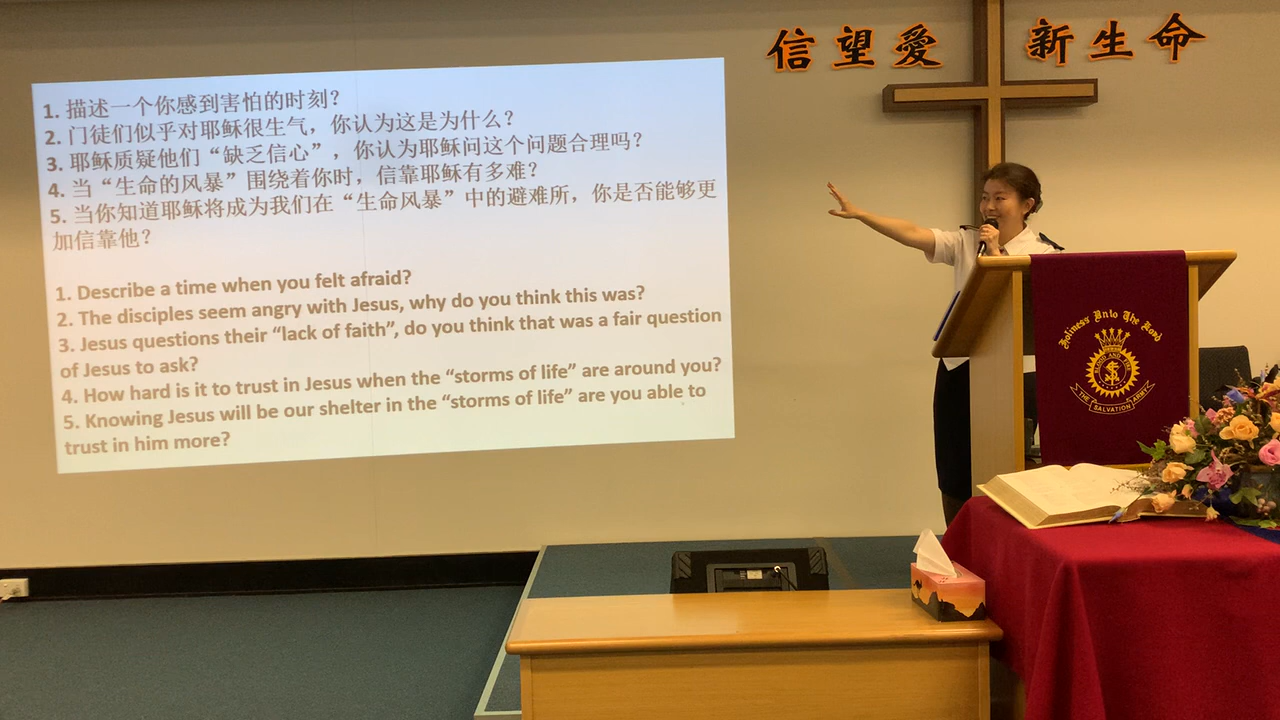 信望愛 新生命
1. 描述一个你感到害怕的时刻？
2. 门徒们似乎对耶稣很生气，你认为这是为什么？
3. 耶稣质疑他们“缺乏信心”，你认为耶稣问这个问题合理吗？
4. 当“生命的风暴”围绕着你时，信靠耶稣有多难？
5. 当你知道耶稣将成为我们在“生命风暴”中的避难所，你是否能够更
加信靠他？
1. Describe a time when you felt afraid?
2. The disciples seem angry with Jesus, why do you think this was?
3. Jesus questions their “lack of faith”, do you think that was a fair question
of Jesus to ask?
4. How hard is it to trust in Jesus when the “storms of life” are around you?
5. Knowing Jesus will be our shelter in the “storms of life” are you able to
trust in him more?
Holiness Unto The Lord
BLOOD AND FIRE
THE SALVATION ARMY